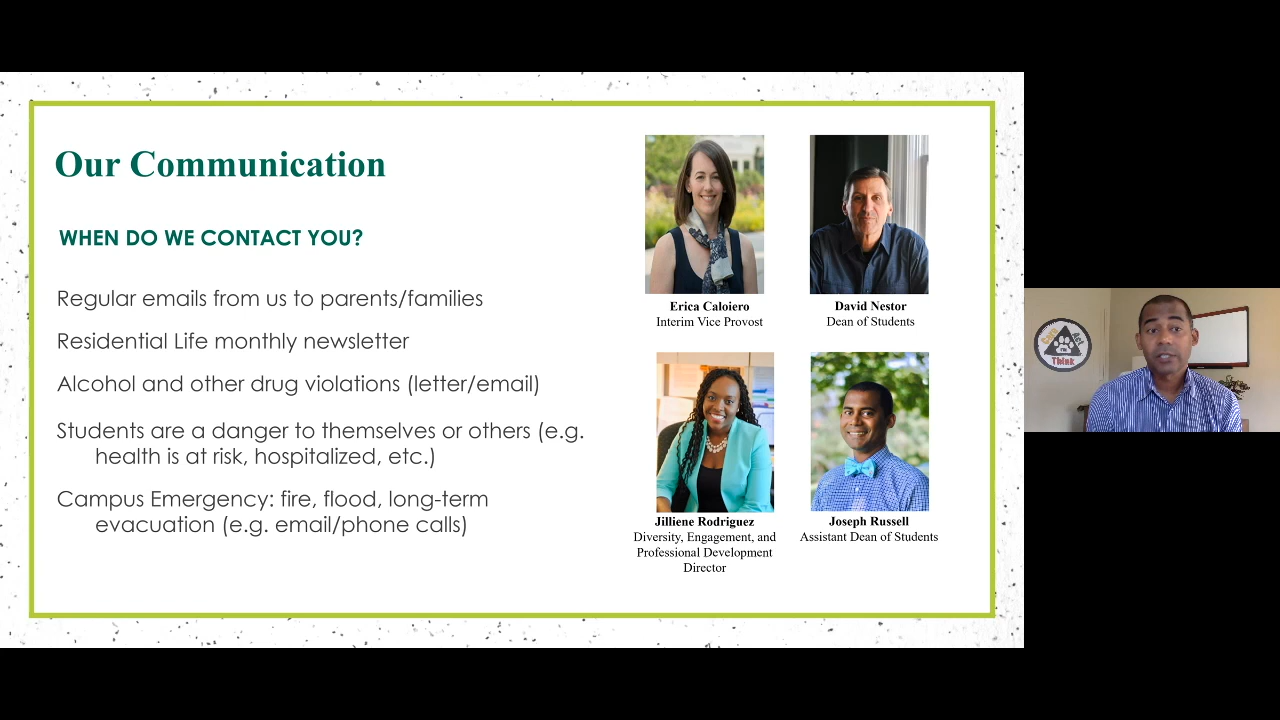 Our Communication
WHEN DO WE CONTACT YOU?
Regular emails from us to parents/families
Residential Life monthly newsletter
Alcohol and other drug violations (letter/email)
Students are a danger to themselves or others (e.g.
health is at risk, hospitalized, etc.)
Campus Emergency: fire, flood, long-term
evacuation (e.g. email/phone calls)
Erica Caloiero
Interim Vice Provost
David Nestor
Dean of Students
Jilliene Rodriguez
Diversity, Engagement, and
Professional Development
Director
Joseph Russell
Assistant Dean of Students
Act
Think